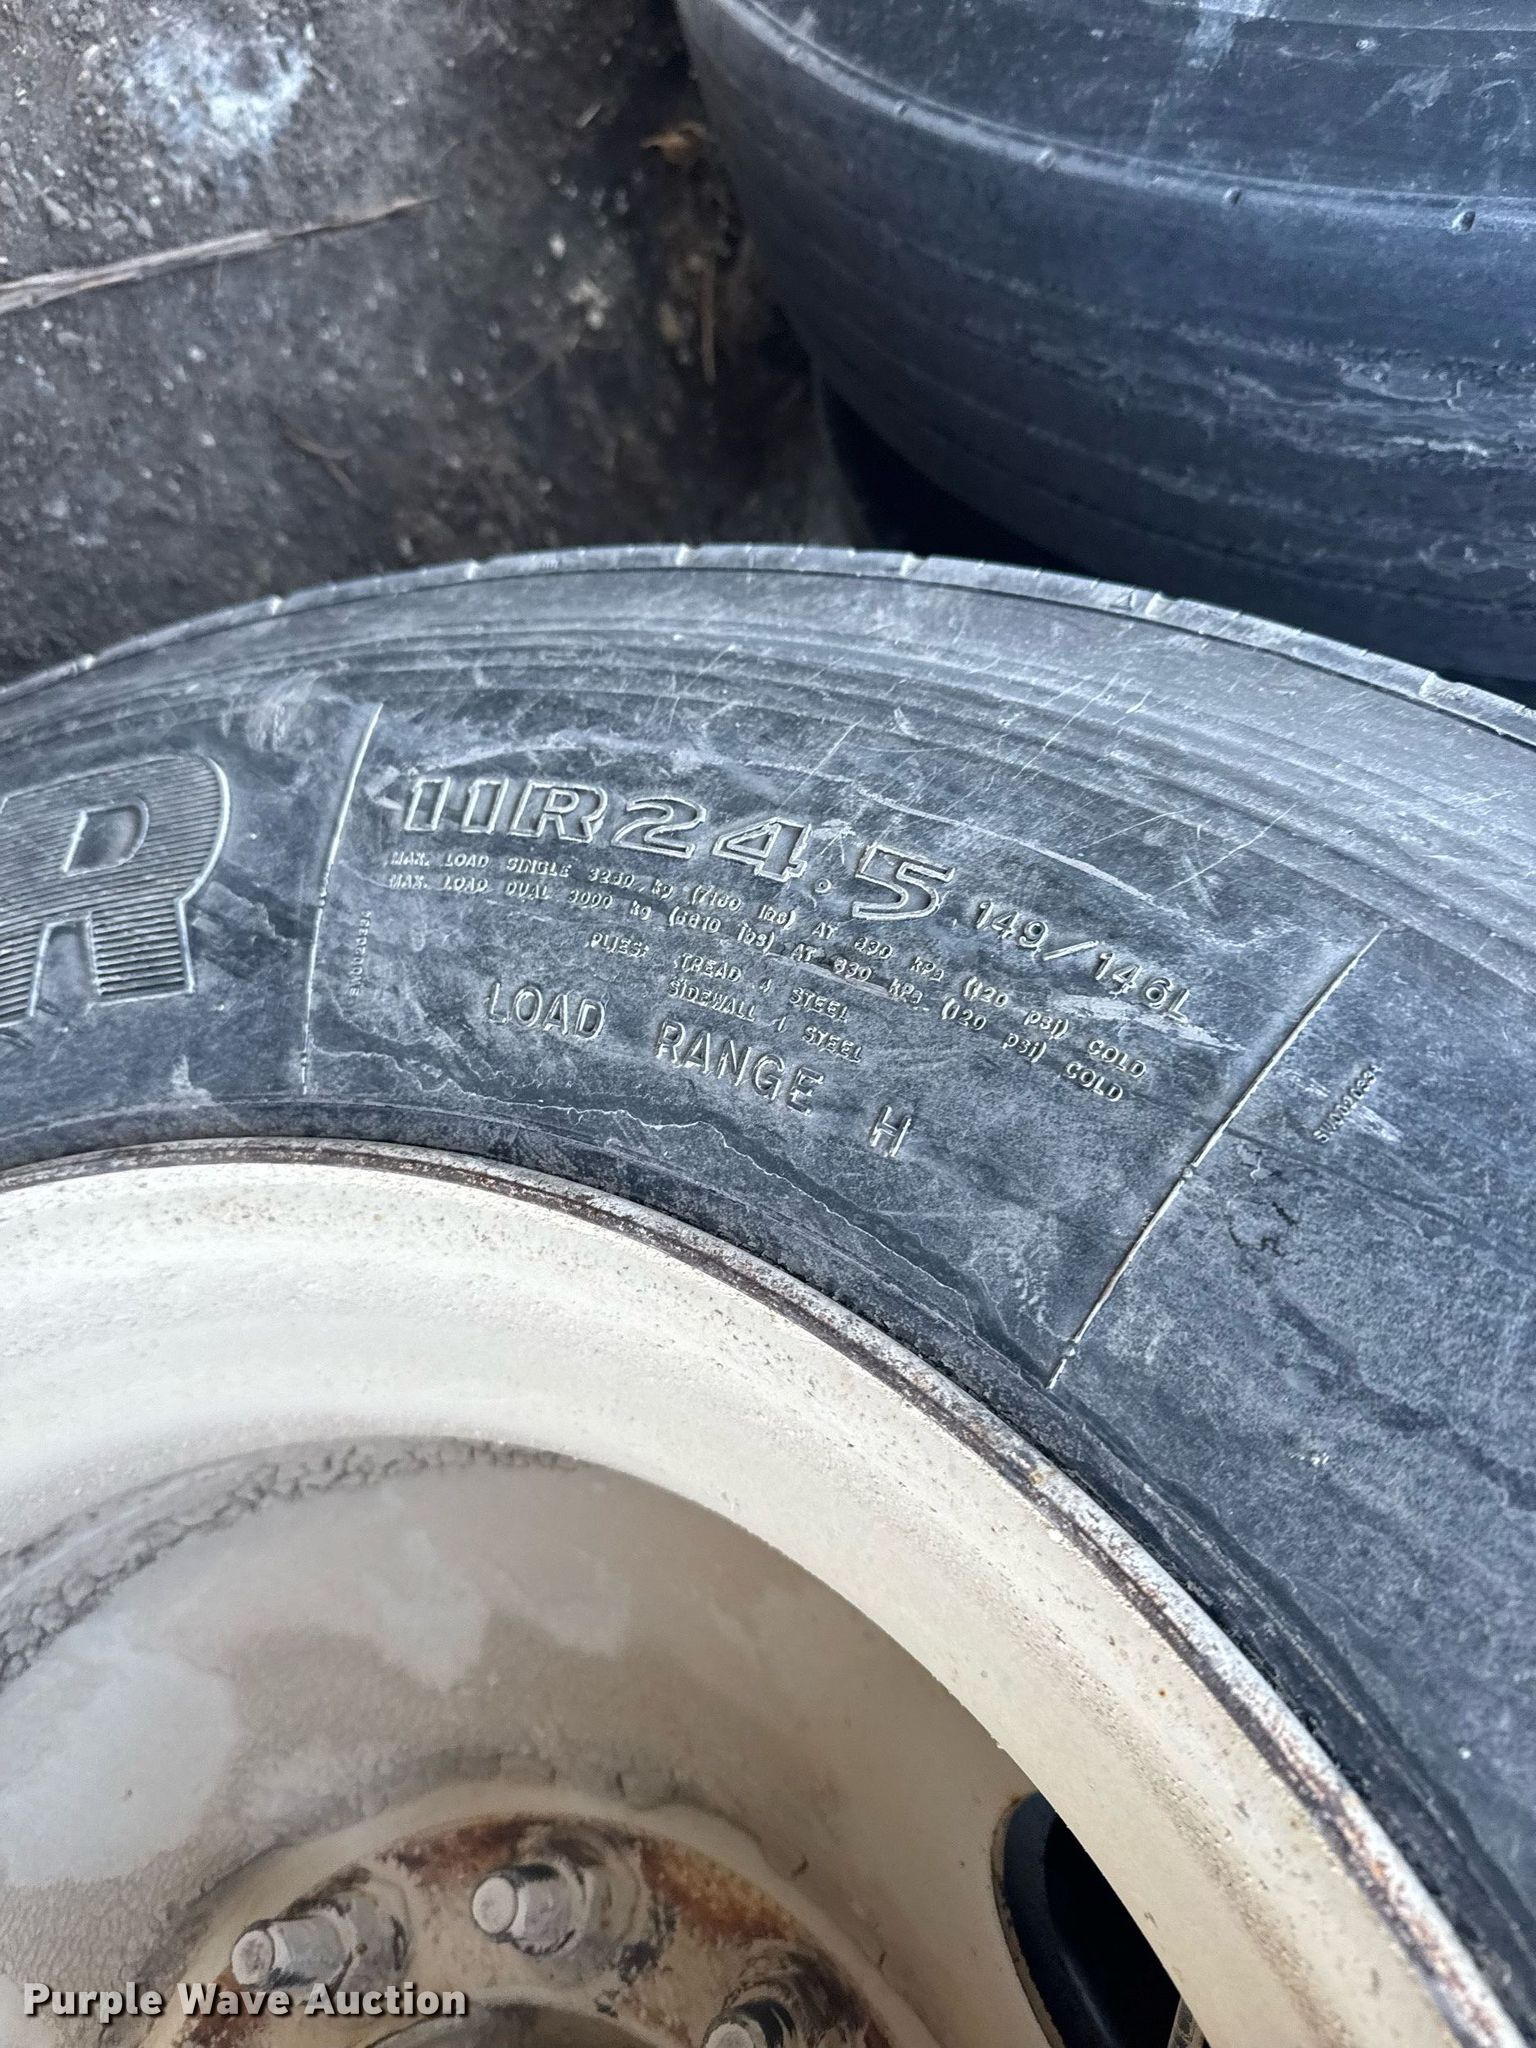 R
11R24.5 149/146L
MAX. LOAD SINGLE 3250 kg (7160 lbs) AT 830 kPa (120 psi) COLD
MAX. LOAD DUAL 3000 kg (6610 lbs) AT 830 kPa (120 psi) COLD
PLIES: TREAD 4 STEEL
SIDEWALL 1 STEEL
LOAD RANGE H
Purple Wave Auction